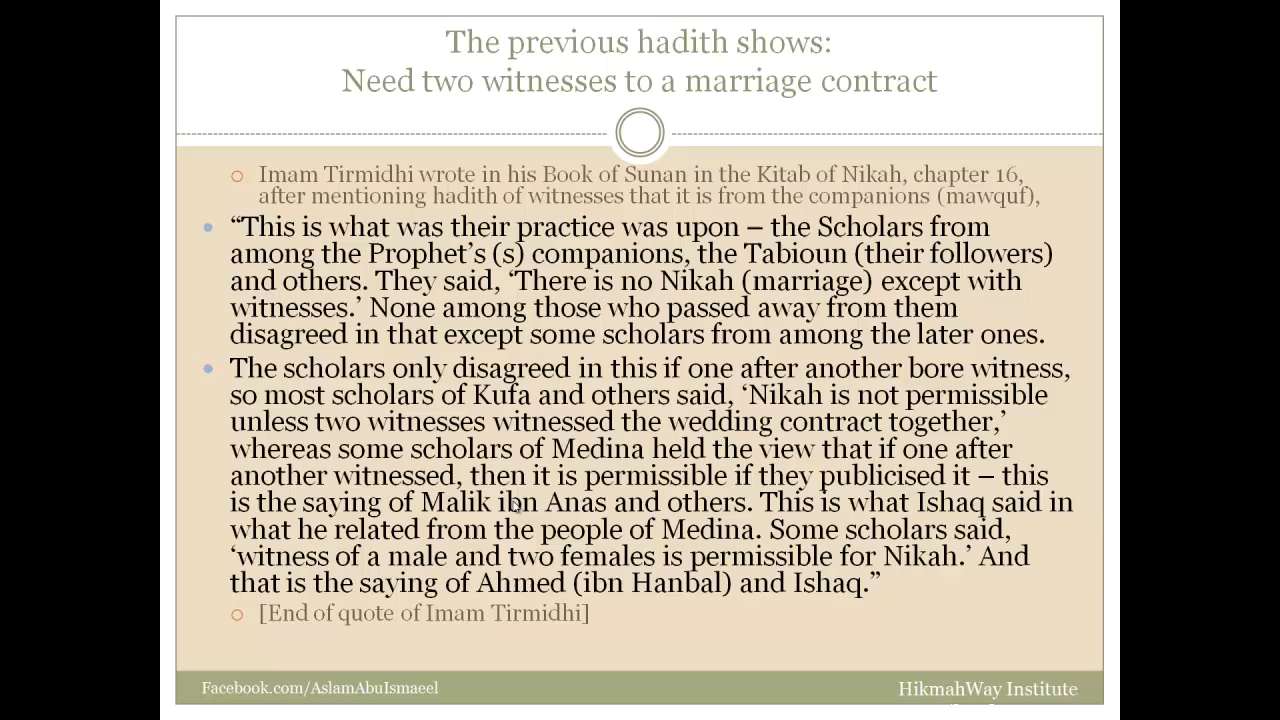 The previous hadith shows:
Need two witnesses to a marriage contract
Imam Tirmidhi wrote in his Book of Sunan in the Kitab of Nikah, chapter 16,
after mentioning hadith of witnesses that it is from the companions (mawquf),
“This is what was their practice was upon – the Scholars from
among the Prophet’s (s) companions, the Tabioun (their followers)
and others. They said, ‘There is no Nikah (marriage) except with
witnesses.’ None among those who passed away from them
disagreed in that except some scholars from among the later ones.
The scholars only disagreed in this if one after another bore witness,
so most scholars of Kufa and others said, ‘Nikah is not permissible
unless two witnesses witnessed the wedding contract together,’
whereas some scholars of Medina held the view that if one after
another witnessed, then it is permissible if they publicised it – this
is the saying of Malik ibn Anas and others. This is what Ishaq said in
what he related from the people of Medina. Some scholars said,
‘witness of a male and two females is permissible for Nikah.’ And
that is the saying of Ahmed (ibn Hanbal) and Ishaq.”
[End of quote of Imam Tirmidhi]
Facebook.com/AslamAbuIsmaeel
HikmahWay Institute